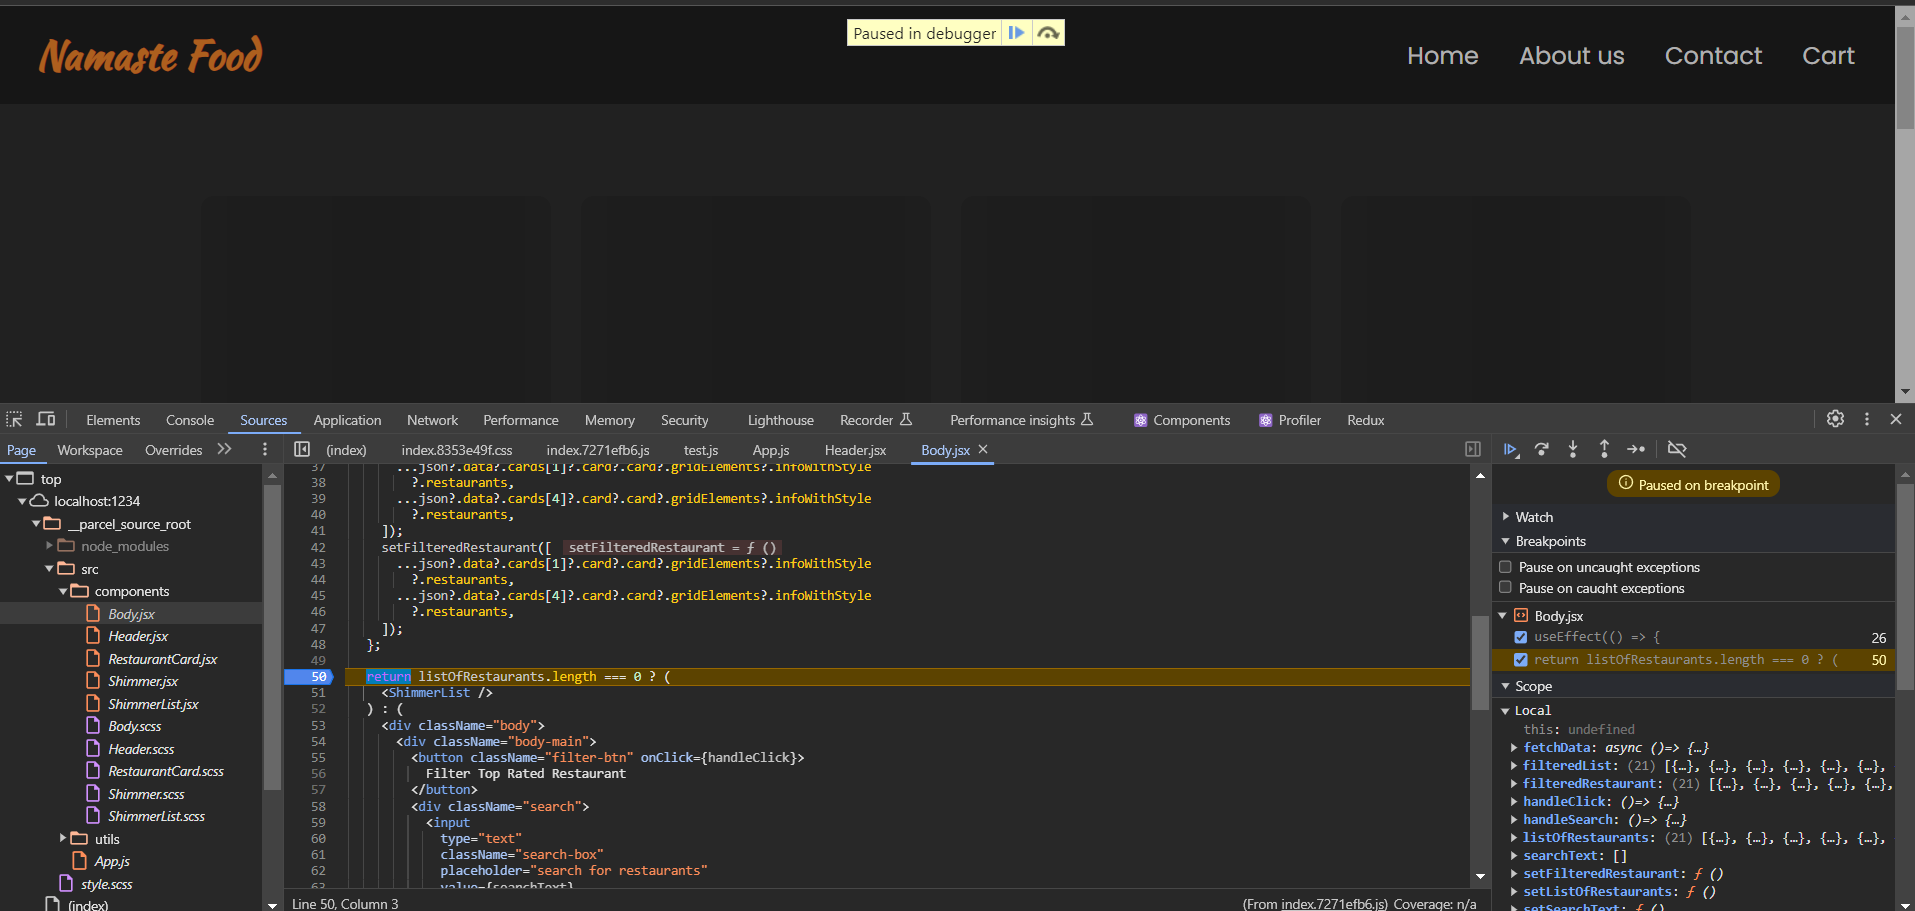 Namaste Food
Paused in debugger
Home About us Contact Cart
Elements Console Sources Application Network Performance Memory Security Lighthouse Recorder Performance insights Components Profiler Redux
Page Workspace Overrides
(index) index.8353e49f.css index.7271efb6.js test.js App.js Header.jsx Body.jsx
top
localhost:1234
__parcel_source_root
node_modules
src
components
Body.jsx
Header.jsx
RestaurantCard.jsx
Shimmer.jsx
ShimmerList.jsx
Body.scss
Header.scss
RestaurantCard.scss
Shimmer.scss
ShimmerList.scss
utils
App.js
style.scss
(index)
37 ...json?.data?.cards[1]?.card?.card?.gridElements?.infoWithStyle
38 ?.restaurants,
39 ...json?.data?.cards[4]?.card?.card?.gridElements?.infoWithStyle
40 ?.restaurants,
41 ]);
42 setFilteredRestaurant([ setFilteredRestaurant = ƒ ()
43 ...json?.data?.cards[1]?.card?.card?.gridElements?.infoWithStyle
44 ?.restaurants,
45 ...json?.data?.cards[4]?.card?.card?.gridElements?.infoWithStyle
46 ?.restaurants,
47 ]);
48 };
49
50 return listOfRestaurants.length === 0 ? (
51 <ShimmerList />
52 ) : (
53 <div className="body">
54 <div className="body-main">
55 <button className="filter-btn" onClick={handleClick}>
56 Filter Top Rated Restaurant
57 </button>
58 <div className="search">
59 <input
60 type="text"
61 className="search-box"
62 placeholder="search for restaurants"
63 value={searchText}
Line 50, Column 3
(From index.7271efb6.js) Coverage: n/a
Paused on breakpoint
Watch
Breakpoints
Pause on uncaught exceptions
Pause on caught exceptions
Body.jsx
useEffect(() => { 26
return listOfRestaurants.length === 0 ? ( 50
Scope
Local
this: undefined
fetchData: async ()=> {…}
filteredList: (21) [{…}, {…}, {…}, {…}, {…}, {…},
filteredRestaurant: (21) [{…}, {…}, {…}, {…}, {…},
handleClick: ()=> {…}
handleSearch: ()=> {…}
listOfRestaurants: (21) [{…}, {…}, {…}, {…}, {…},
searchText: []
setFilteredRestaurant: ƒ ()
setListOfRestaurants: ƒ ()
setSearchText: ƒ ()